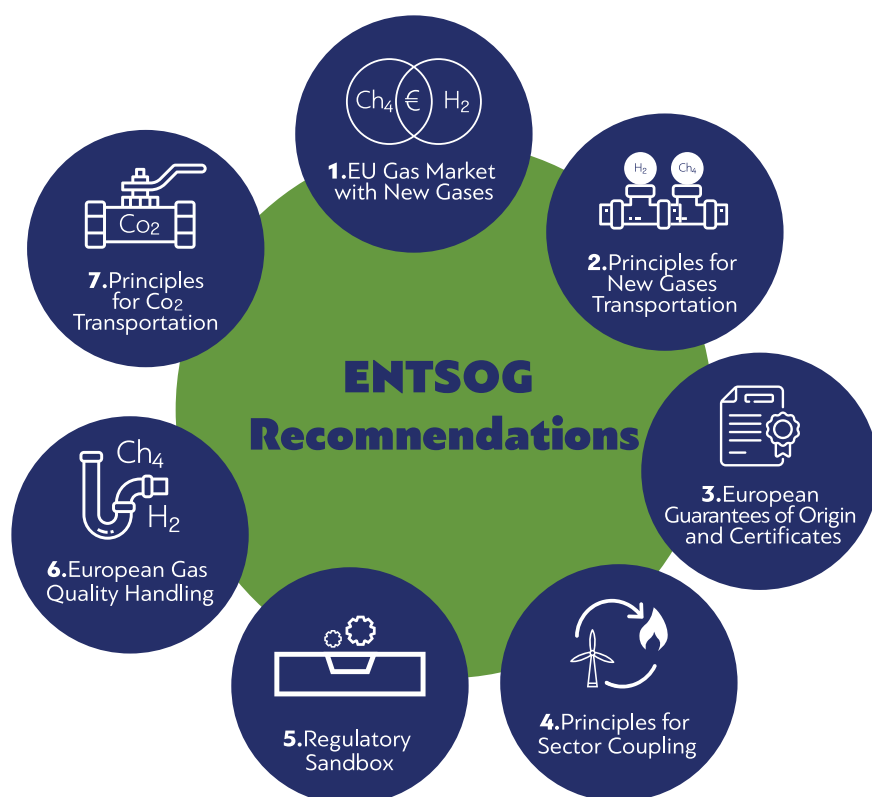 ENTSOG
Recomnendations
Ch₄ € H₂
1.EU Gas Market
with New Gases
H₂ Ch₄
2.Principles for
New Gases
Transportation
3.European
Guarantees of Origin
and Certificates
4.Principles for
Sector Coupling
5.Regulatory
Sandbox
Ch₄
H₂
6.European Gas
Quality Handling
Co₂
7.Principles
for Co₂
Transportation